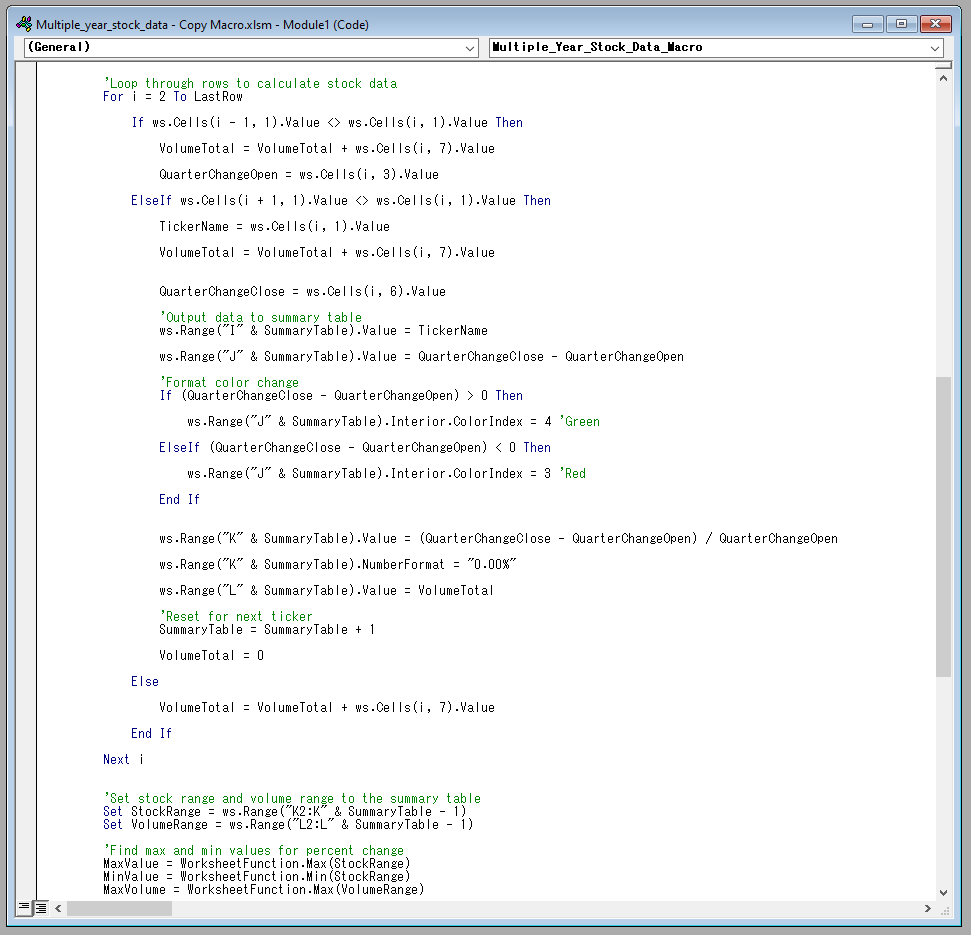 Multiple_year_stock_data - Copy Macro.xlsm - Module1 (Code)
(General)
Multiple_Year_Stock_Data_Macro
'Loop through rows to calculate stock data
For i = 2 To LastRow
If ws.Cells(i - 1, 1).Value <> ws.Cells(i, 1).Value Then
VolumeTotal = VolumeTotal + ws.Cells(i, 7).Value
QuarterChangeOpen = ws.Cells(i, 3).Value
ElseIf ws.Cells(i + 1, 1).Value <> ws.Cells(i, 1).Value Then
TickerName = ws.Cells(i, 1).Value
VolumeTotal = VolumeTotal + ws.Cells(i, 7).Value
QuarterChangeClose = ws.Cells(i, 6).Value
'Output data to summary table
ws.Range("I" & SummaryTable).Value = TickerName
ws.Range("J" & SummaryTable).Value = QuarterChangeClose - QuarterChangeOpen
'Format color change
If (QuarterChangeClose - QuarterChangeOpen) > 0 Then
ws.Range("J" & SummaryTable).Interior.ColorIndex = 4 'Green
ElseIf (QuarterChangeClose - QuarterChangeOpen) < 0 Then
ws.Range("J" & SummaryTable).Interior.ColorIndex = 3 'Red
End If
ws.Range("K" & SummaryTable).Value = (QuarterChangeClose - QuarterChangeOpen) / QuarterChangeOpen
ws.Range("K" & SummaryTable).NumberFormat = "0.00%"
ws.Range("L" & SummaryTable).Value = VolumeTotal
'Reset for next ticker
SummaryTable = SummaryTable + 1
VolumeTotal = 0
Else
VolumeTotal = VolumeTotal + ws.Cells(i, 7).Value
End If
Next i
'Set stock range and volume range to the summary table
Set StockRange = ws.Range("K2:K" & SummaryTable - 1)
Set VolumeRange = ws.Range("L2:L" & SummaryTable - 1)
'Find max and min values for percent change
MaxValue = WorksheetFunction.Max(StockRange)
MinValue = WorksheetFunction.Min(StockRange)
MaxVolume = WorksheetFunction.Max(VolumeRange)